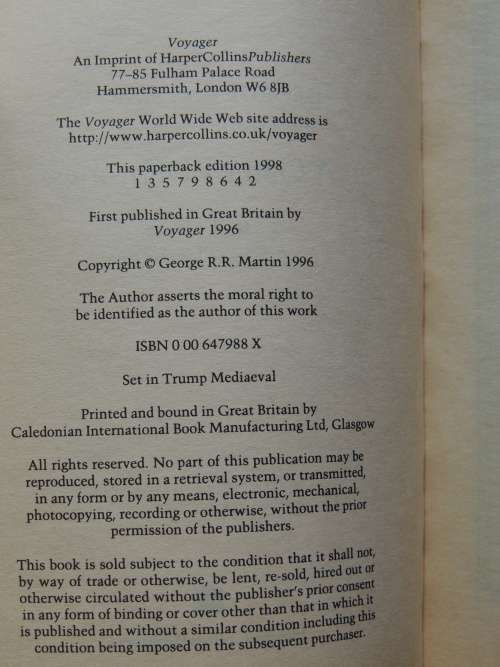 Voyager
An Imprint of HarperCollinsPublishers
77–85 Fulham Palace Road
Hammersmith, London W6 8JB
The Voyager World Wide Web site address is
http://www.harpercollins.co.uk/voyager
This paperback edition 1998
1 3 5 7 9 8 6 4 2
First published in Great Britain by
Voyager 1996
Copyright © George R.R. Martin 1996
The Author asserts the moral right to
be identified as the author of this work
ISBN 0 00 647988 X
Set in Trump Mediaeval
Printed and bound in Great Britain by
Caledonian International Book Manufacturing Ltd, Glasgow
All rights reserved. No part of this publication may be
reproduced, stored in a retrieval system, or transmitted,
in any form or by any means, electronic, mechanical,
photocopying, recording or otherwise, without the prior
permission of the publishers.
This book is sold subject to the condition that it shall not,
by way of trade or otherwise, be lent, re-sold, hired out or
otherwise circulated without the publisher's prior consent
in any form of binding or cover other than that in which it
is published and without a similar condition including this
condition being imposed on the subsequent purchaser.